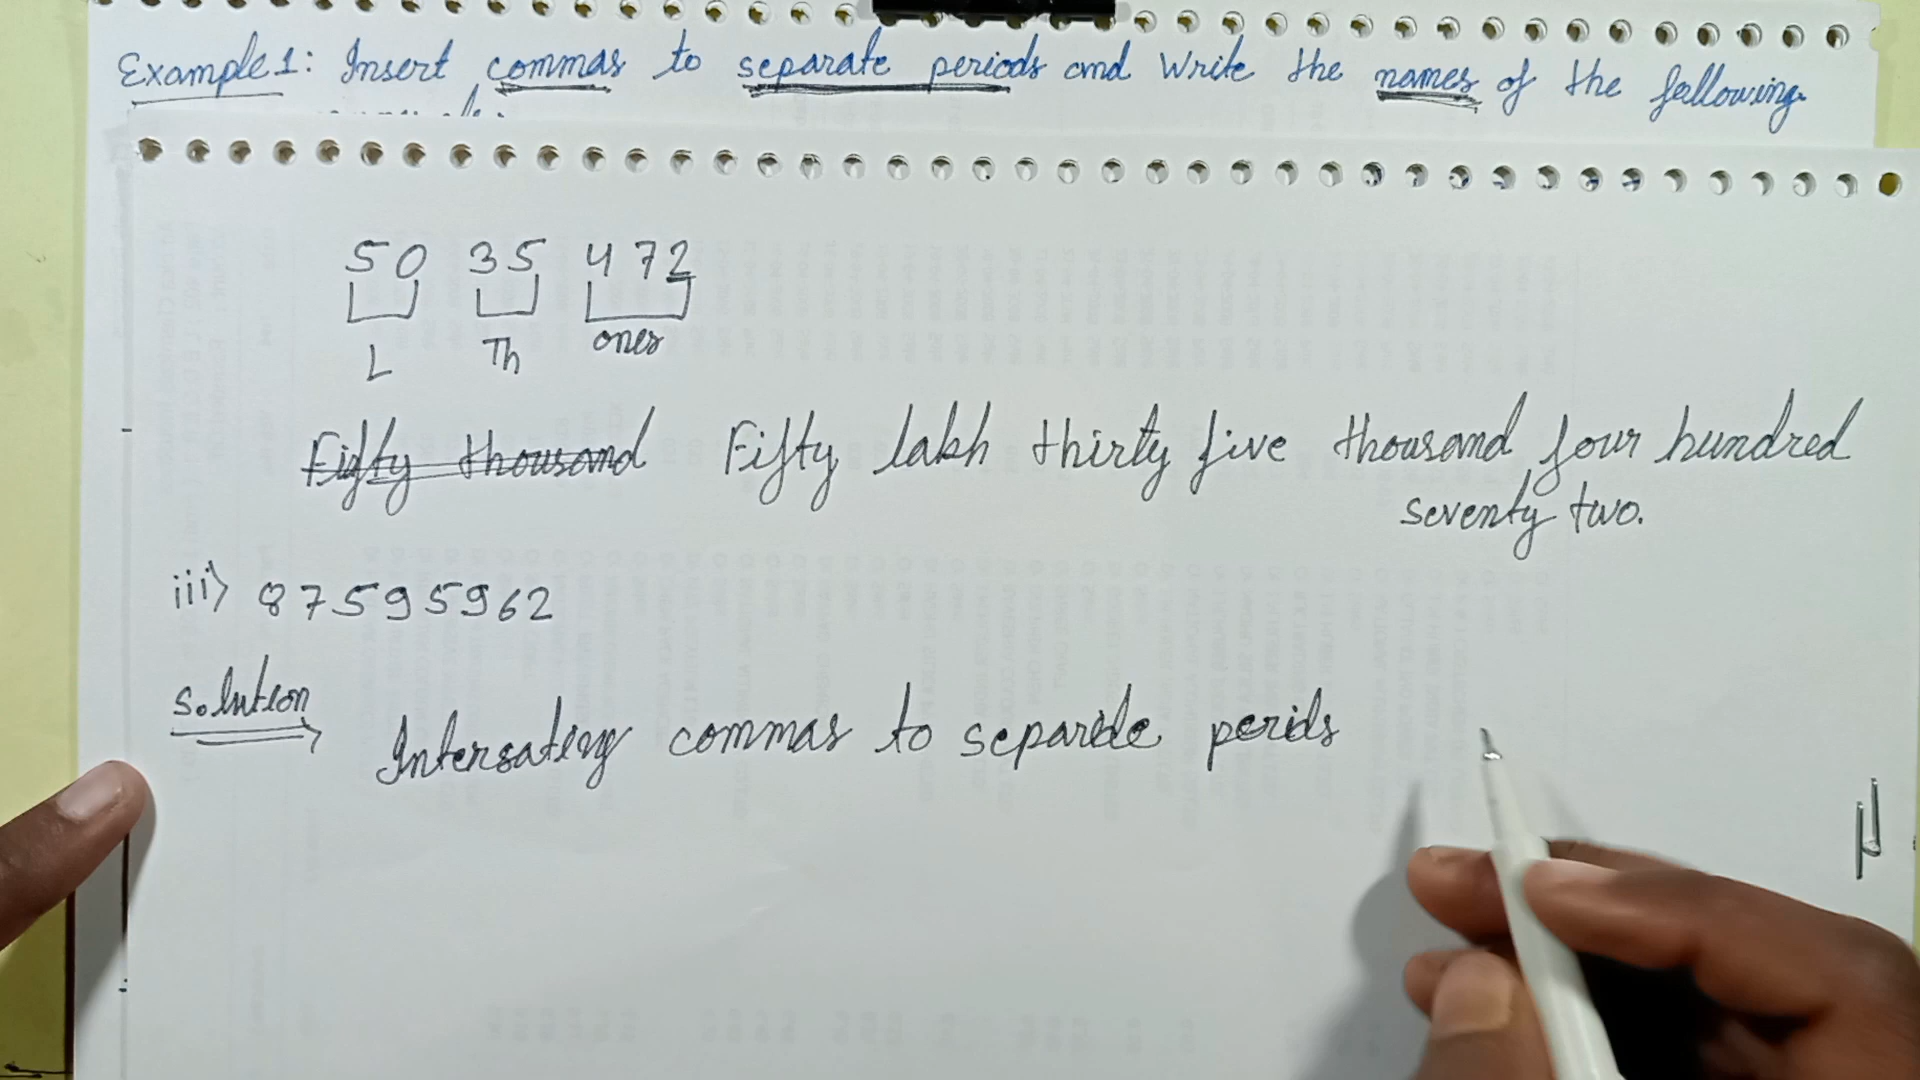 Example 1: Insert commas to separate periods and Write the names of the following
50 35 472
L Th ones
Fifty thousand Fifty lakh thirty five thousand four hundred
seventy two.
iii) 87595962
Solution
Intersating commas to separate perids